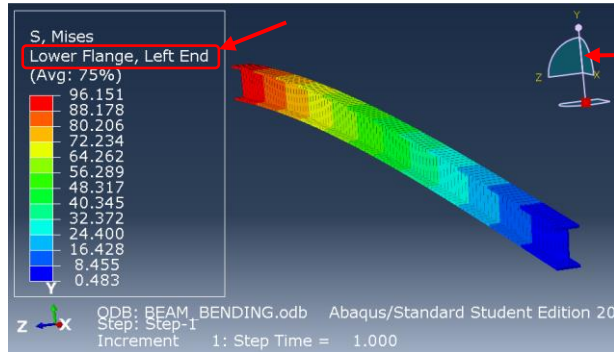 S, Mises
Lower Flange, Left End
(Avg: 75%)
96.151
88.178
80.206
72.234
64.262
56.289
48.317
40.345
32.372
24.400
16.428
8.455
0.483
Y
Z X
Y
Z X
ODB: BEAM_BENDING.odb Abaqus/Standard Student Edition 20
Step: Step-1
Increment 1: Step Time = 1.000